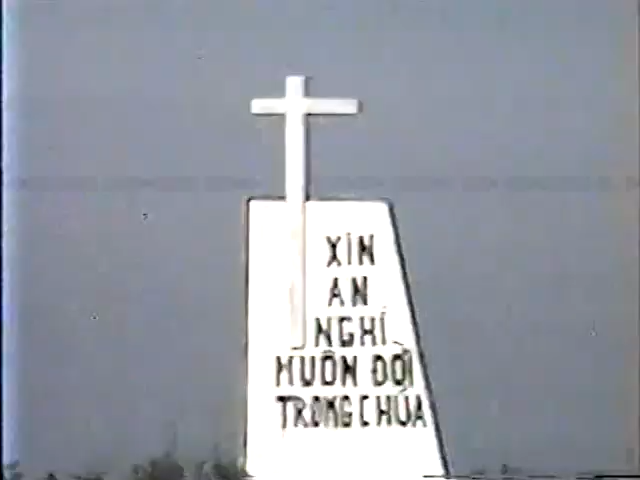 XIN
AN
NGHỈ
MUÔN ĐỜI
TRONG CHÚA